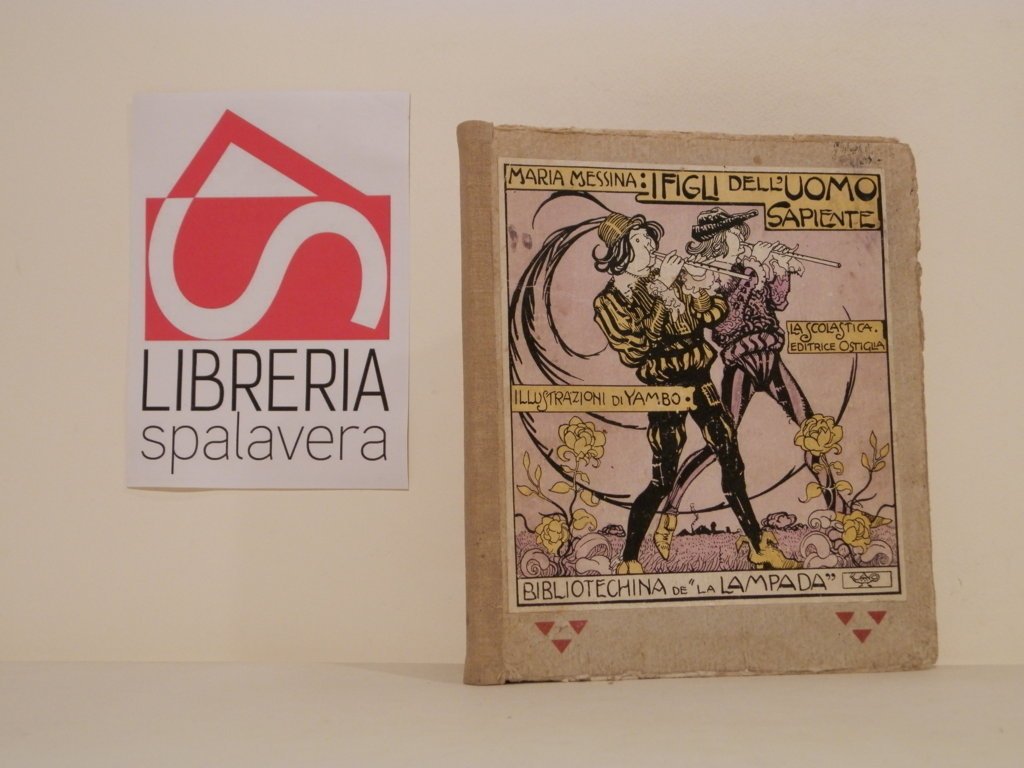 LIBRERIA
spalavera
MARIA MESSINA: I FIGLI DELL'UOMO
SAPIENTE
LA SCOLASTICA.
EDITRICE OSTIGLIA
ILLUSTRAZIONI DI YAMBO:
BIBLIOTECHINA DE "LA LAMPADA"